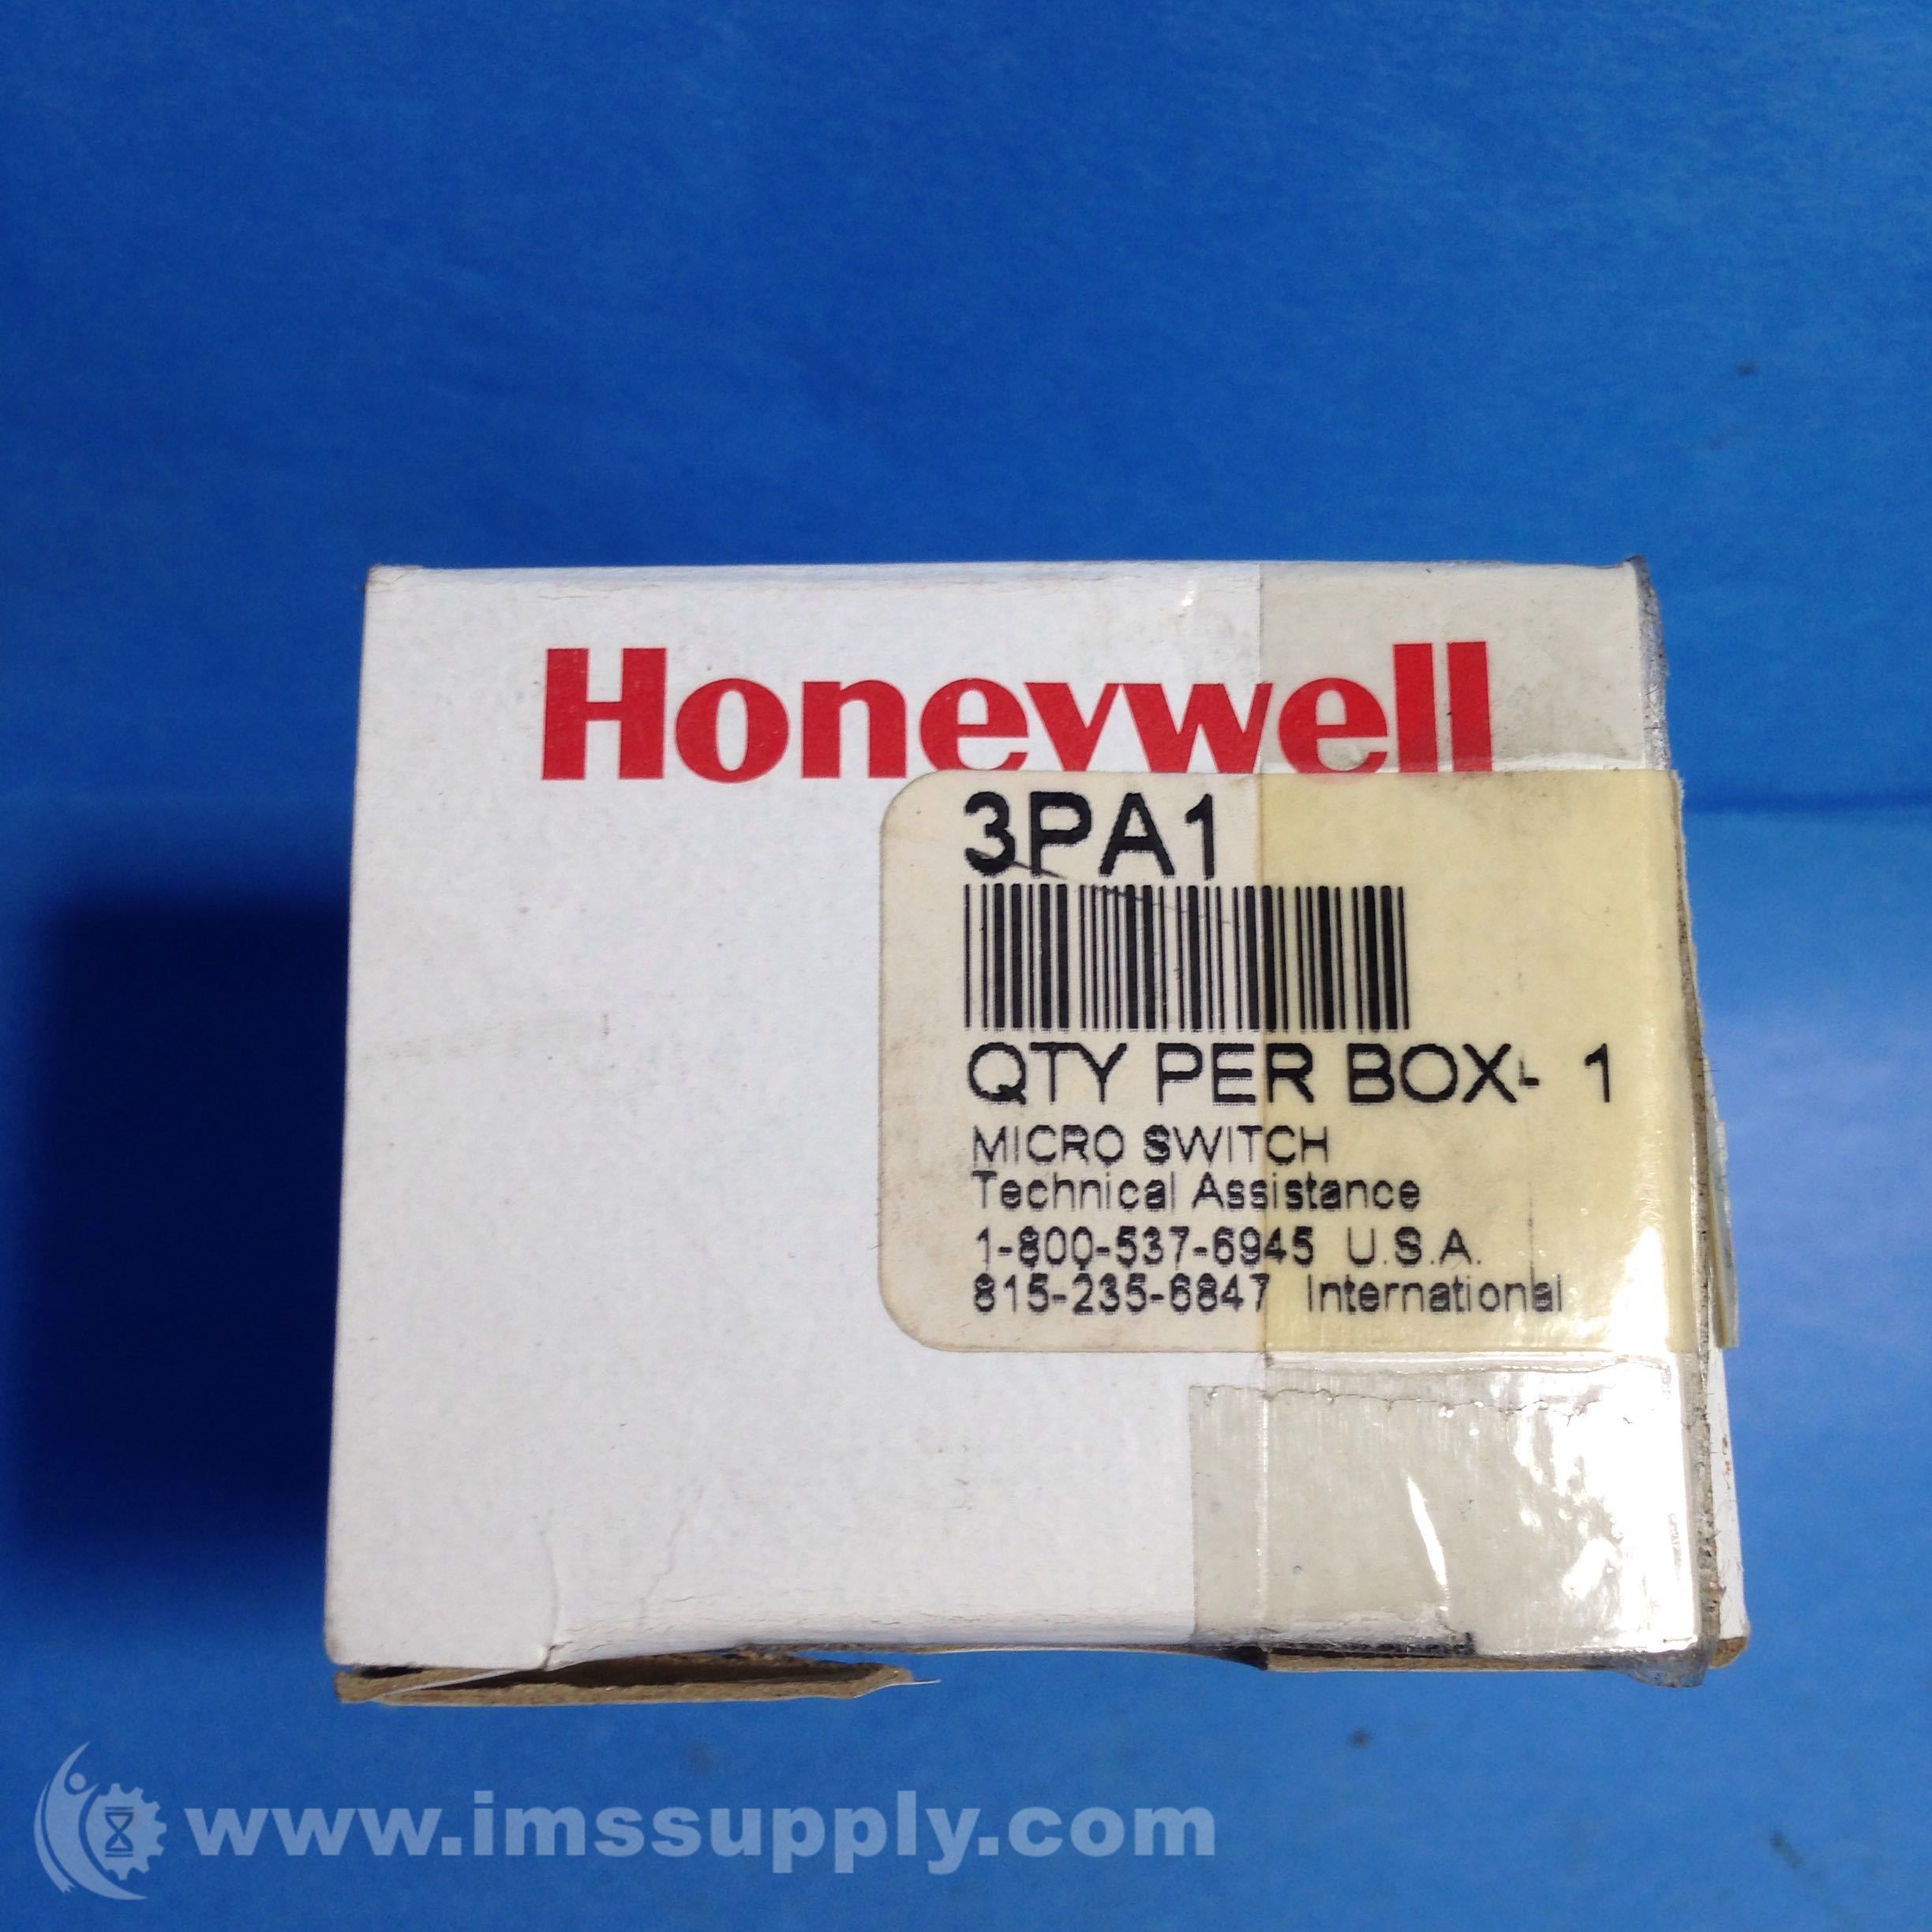 Honeywell
3PA1
QTY PER BOX- 1
MICRO SWITCH
Technical Assistance
1-800-537-6945 U.S.A.
815-235-6847 International
www.imssupply.com